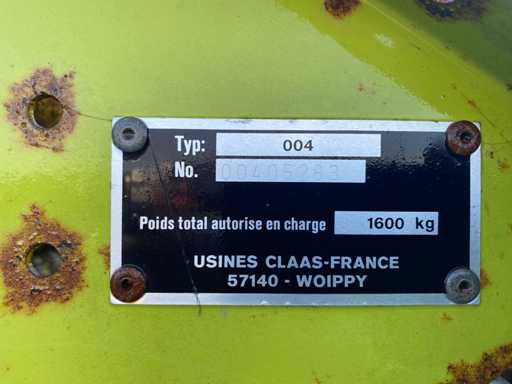 Typ: 004
No. 00405283
Poids total autorise en charge 1600 kg
USINES CLAAS-FRANCE
57140 - WOIPPY